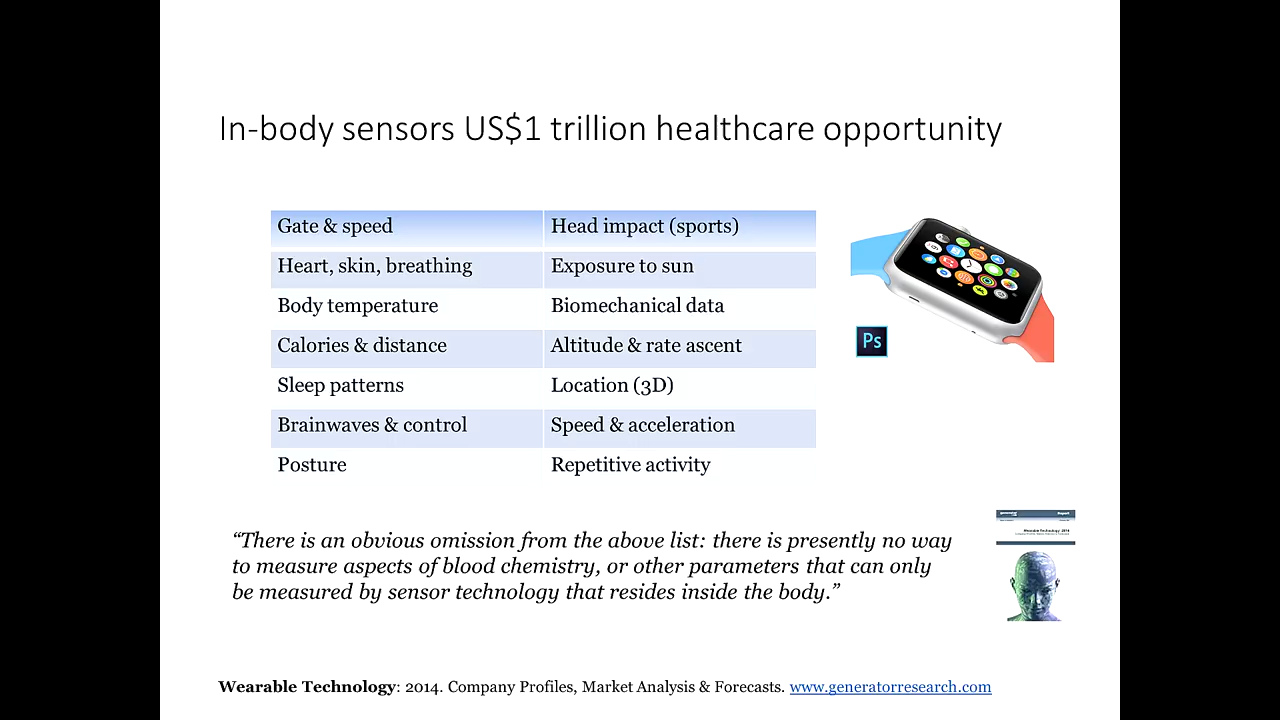 In-body sensors US$1 trillion healthcare opportunity
Gate & speed Head impact (sports)
Heart, skin, breathing Exposure to sun
Body temperature Biomechanical data
Calories & distance Altitude & rate ascent
Sleep patterns Location (3D)
Brainwaves & control Speed & acceleration
Posture Repetitive activity
Ps
“There is an obvious omission from the above list: there is presently no way
to measure aspects of blood chemistry, or other parameters that can only
be measured by sensor technology that resides inside the body.”
Report
Wearable Technology: 2014
Wearable Technology: 2014. Company Profiles, Market Analysis & Forecasts. www.generatorresearch.com